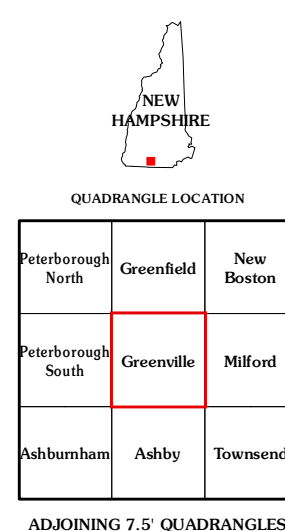 NEW
HAMPSHIRE
QUADRANGLE LOCATION
Peterborough
North
Greenfield
New
Boston
Peterborough
South
Greenville
Milford
Ashburnham
Ashby
Townsend
ADJOINING 7.5' QUADRANGLES